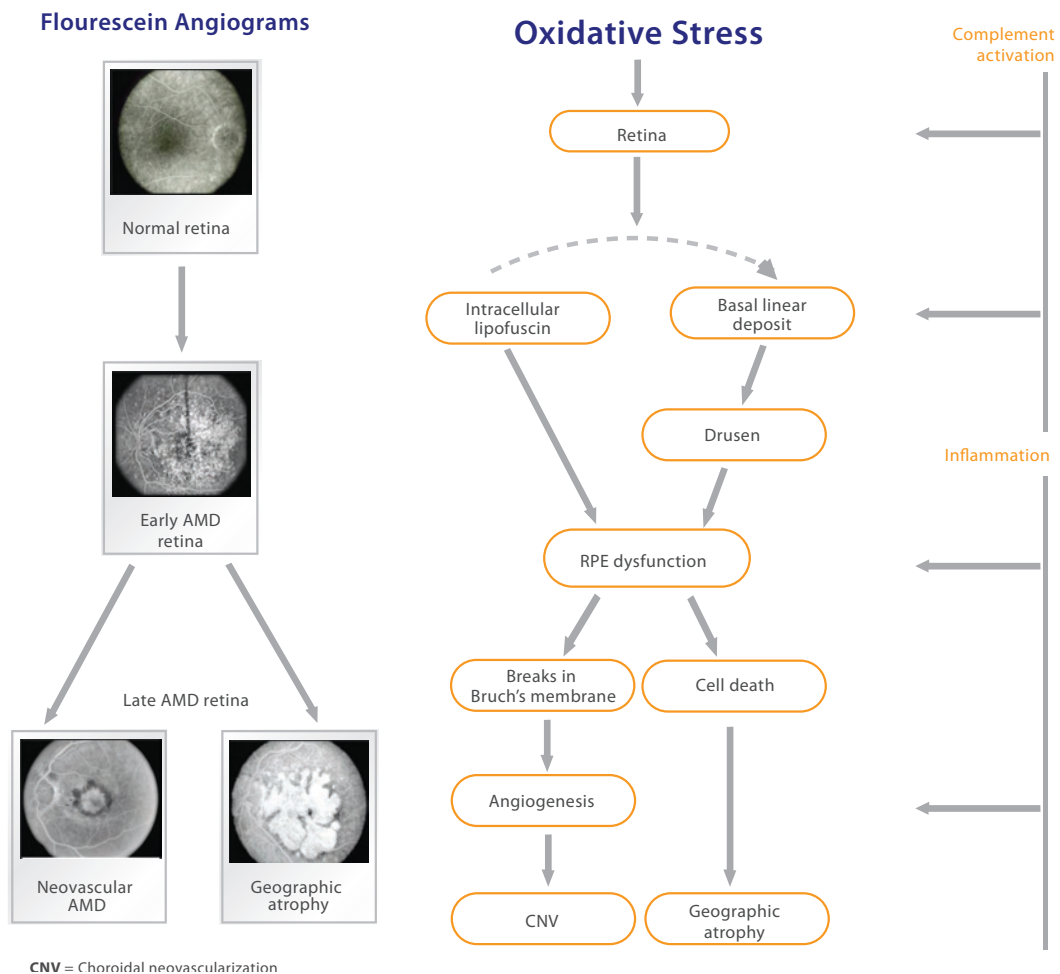 Flourescein Angiograms
Normal retina
Early AMD
retina
Late AMD retina
Neovascular
AMD
Geographic
atrophy
CNV = Choroidal neovascularization
Oxidative Stress
Retina
Intracellular
lipofuscin
Basal linear
deposit
Drusen
RPE dysfunction
Breaks in
Bruch’s membrane
Cell death
Angiogenesis
CNV
Geographic
atrophy
Complement
activation
Inflammation